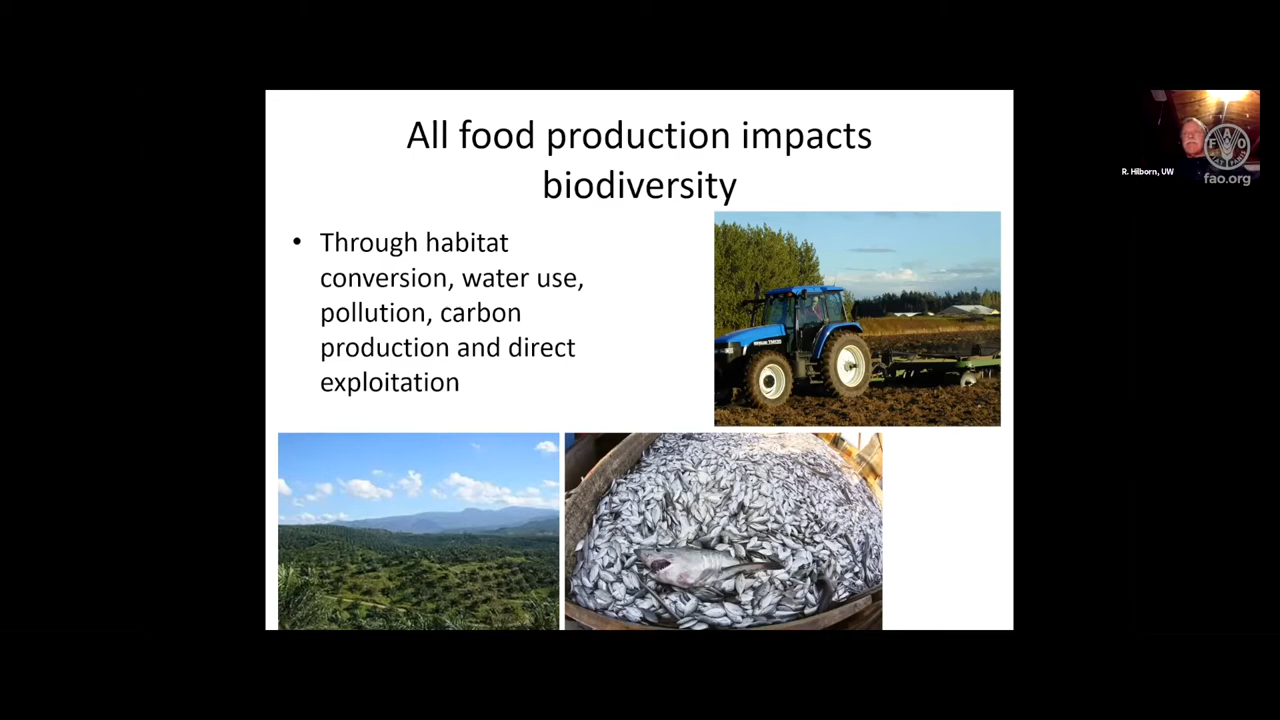 All food production impacts
biodiversity
• Through habitat
conversion, water use,
pollution, carbon
production and direct
exploitation
R. Hilborn, UW
FAO
fao.org